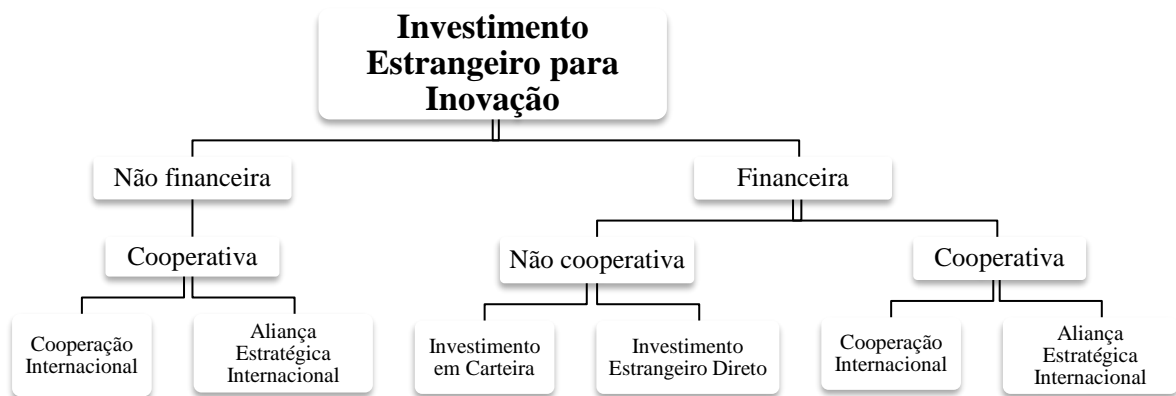 Investimento
Estrangeiro para
Inovação
Não financeira
Financeira
Cooperativa
Não cooperativa
Cooperativa
Cooperação
Internacional
Aliança
Estratégica
Internacional
Investimento
em Carteira
Investimento
Estrangeiro Direto
Cooperação
Internacional
Aliança
Estratégica
Internacional